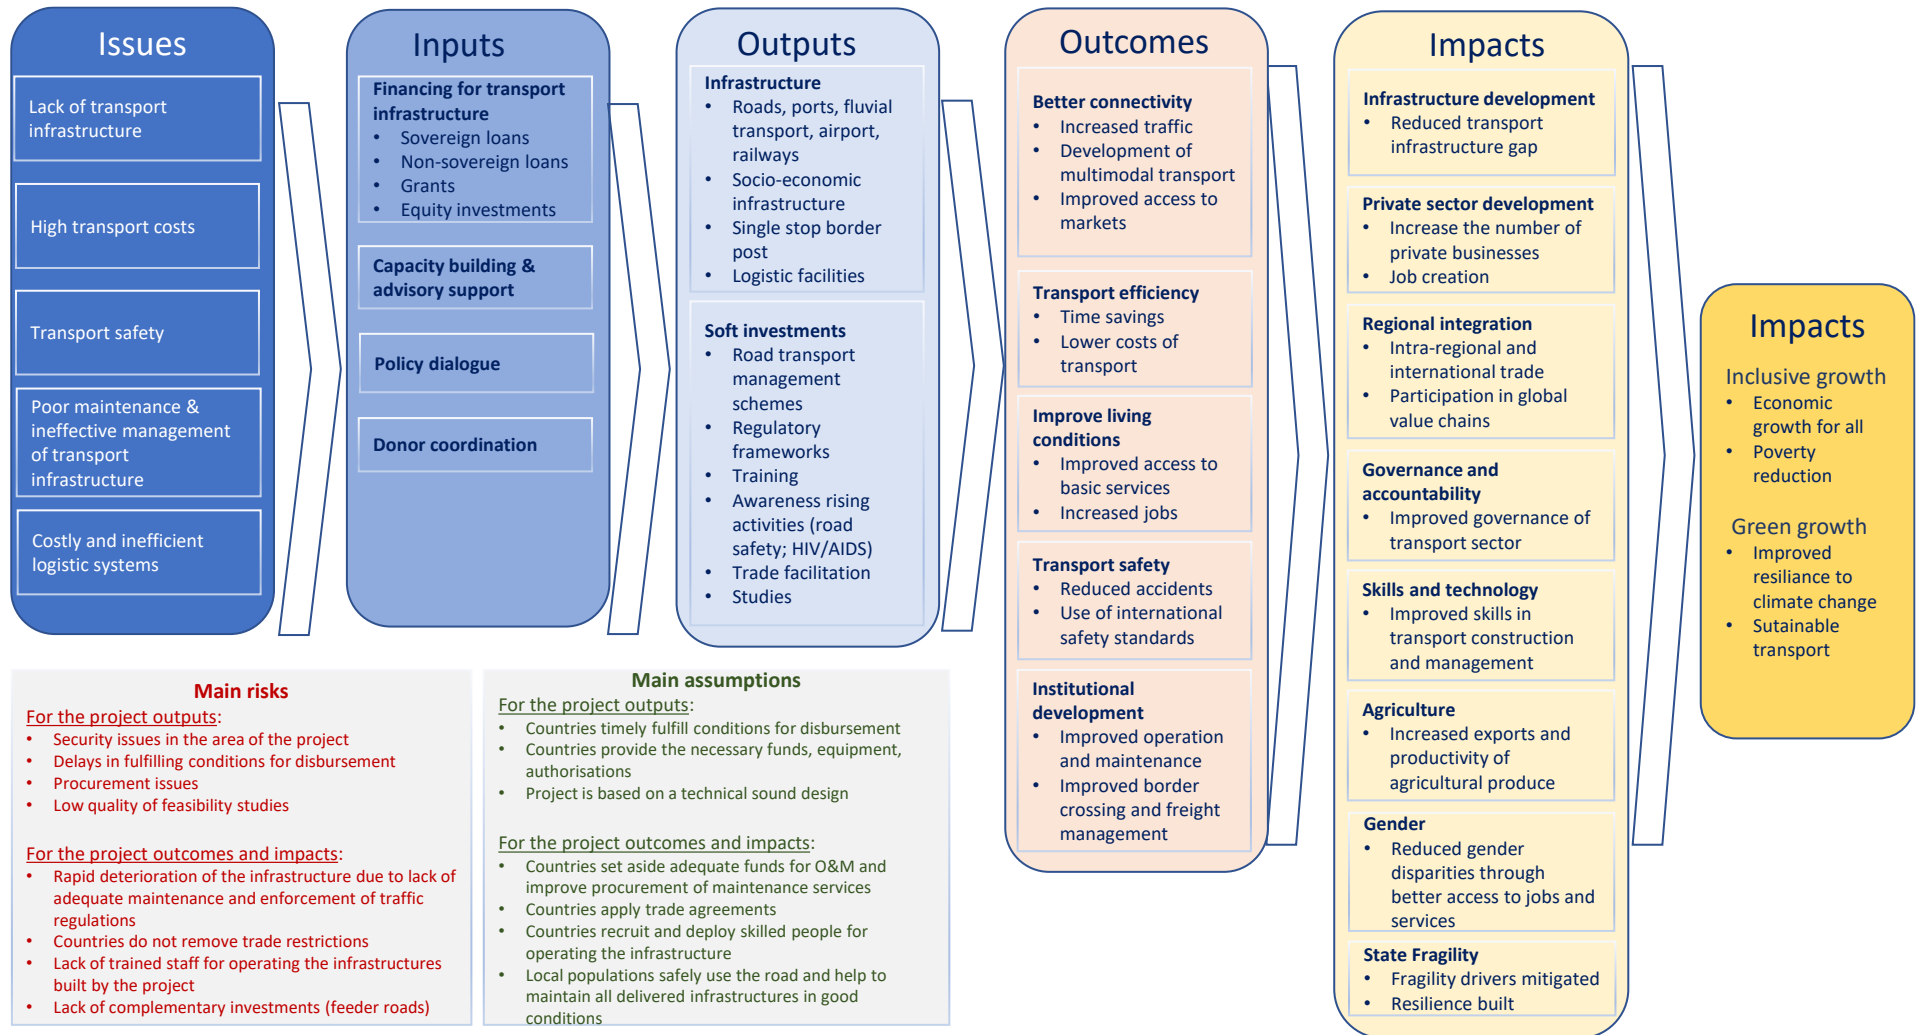 Issues
Lack of transport
infrastructure
High transport costs
Transport safety
Poor maintenance &
ineffective management
of transport
infrastructure
Costly and inefficient
logistic systems
Inputs
Financing for transport
infrastructure
• Sovereign loans
• Non-sovereign loans
• Grants
• Equity investments
Capacity building &
advisory support
Policy dialogue
Donor coordination
Outputs
Infrastructure
• Roads, ports, fluvial
transport, airport,
railways
• Socio-economic
infrastructure
• Single stop border
post
• Logistic facilities
Soft investments
• Road transport
management
schemes
• Regulatory
frameworks
• Training
• Awareness rising
activities (road
safety; HIV/AIDS)
• Trade facilitation
• Studies
Outcomes
Better connectivity
• Increased traffic
• Development of
multimodal transport
• Improved access to
markets
Transport efficiency
• Time savings
• Lower costs of
transport
Improve living
conditions
• Improved access to
basic services
• Increased jobs
Transport safety
• Reduced accidents
• Use of international
safety standards
Institutional
development
• Improved operation
and maintenance
• Improved border
crossing and freight
management
Impacts
Infrastructure development
• Reduced transport
infrastructure gap
Private sector development
• Increase the number of
private businesses
• Job creation
Regional integration
• Intra-regional and
international trade
• Participation in global
value chains
Governance and
accountability
• Improved governance of
transport sector
Skills and technology
• Improved skills in
transport construction
and management
Agriculture
• Increased exports and
productivity of
agricultural produce
Gender
• Reduced gender
disparities through
better access to jobs and
services
State Fragility
• Fragility drivers mitigated
• Resilience built
Impacts
Inclusive growth
• Economic
growth for all
• Poverty
reduction
Green growth
• Improved
resiliance to
climate change
• Sutainable
transport
Main risks
For the project outputs:
• Security issues in the area of the project
• Delays in fulfilling conditions for disbursement
• Procurement issues
• Low quality of feasibility studies
For the project outcomes and impacts:
• Rapid deterioration of the infrastructure due to lack of
adequate maintenance and enforcement of traffic
regulations
• Countries do not remove trade restrictions
• Lack of trained staff for operating the infrastructures
built by the project
• Lack of complementary investments (feeder roads)
Main assumptions
For the project outputs:
• Countries timely fulfill conditions for disbursement
• Countries provide the necessary funds, equipment,
authorisations
• Project is based on a technical sound design
For the project outcomes and impacts:
• Countries set aside adequate funds for O&M and
improve procurement of maintenance services
• Countries apply trade agreements
• Countries recruit and deploy skilled people for
operating the infrastructure
• Local populations safely use the road and help to
maintain all delivered infrastructures in good
conditions